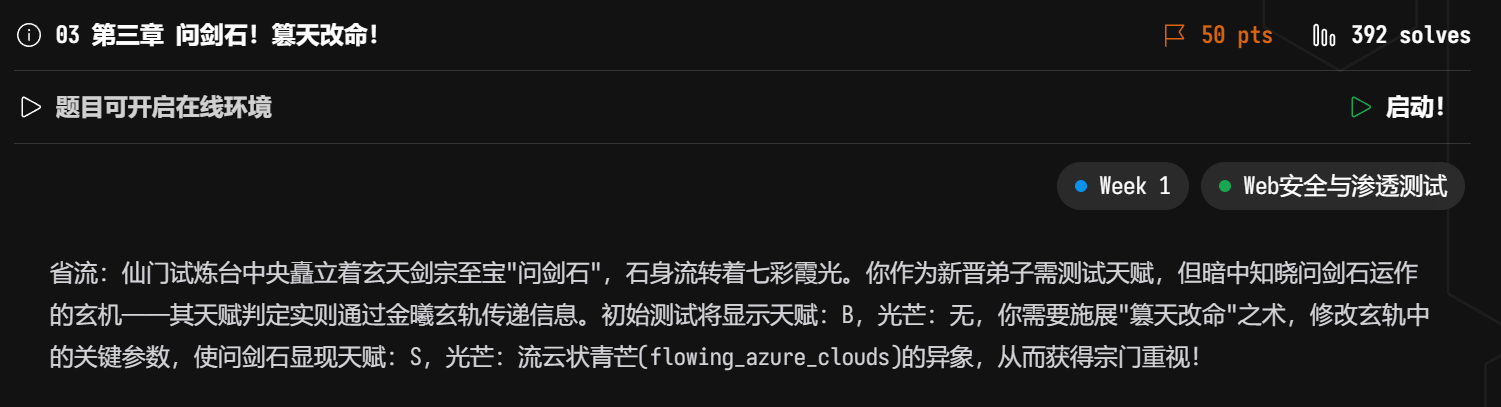 03 第三章 问剑石！篡天改命！ 50 pts 392 solves
题目可开启在线环境 启动！
Week 1 Web安全与渗透测试
省流：仙门试炼台中央矗立着玄天剑宗至宝"问剑石"，石身流转着七彩霞光。你作为新晋弟子需测试天赋，但暗中知晓问剑石运作
的玄机——其天赋判定实则通过金曦玄轨传递信息。初始测试将显示天赋：B，光芒：无，你需要施展"篡天改命"之术，修改玄轨中
的关键参数，使问剑石显现天赋：S，光芒：流云状青芒(flowing_azure_clouds)的异象，从而获得宗门重视！